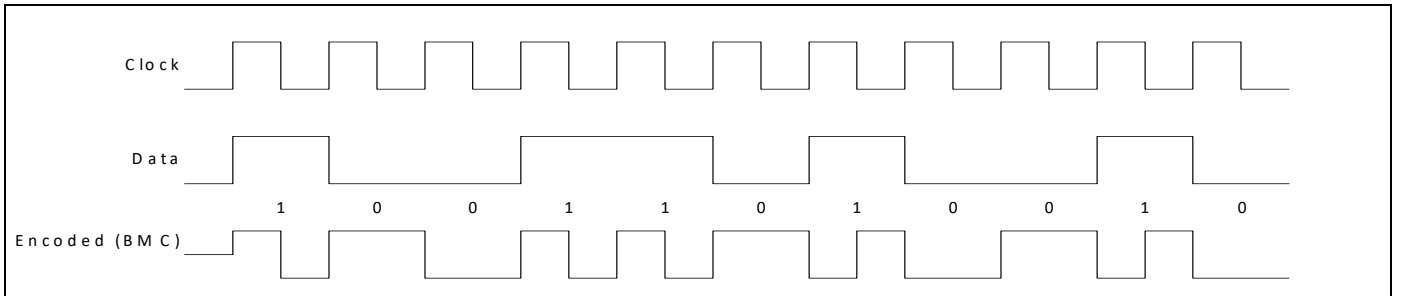 Clock
Data
1 0 0 1 1 0 1 0 0 1 0
Encoded (BMC)